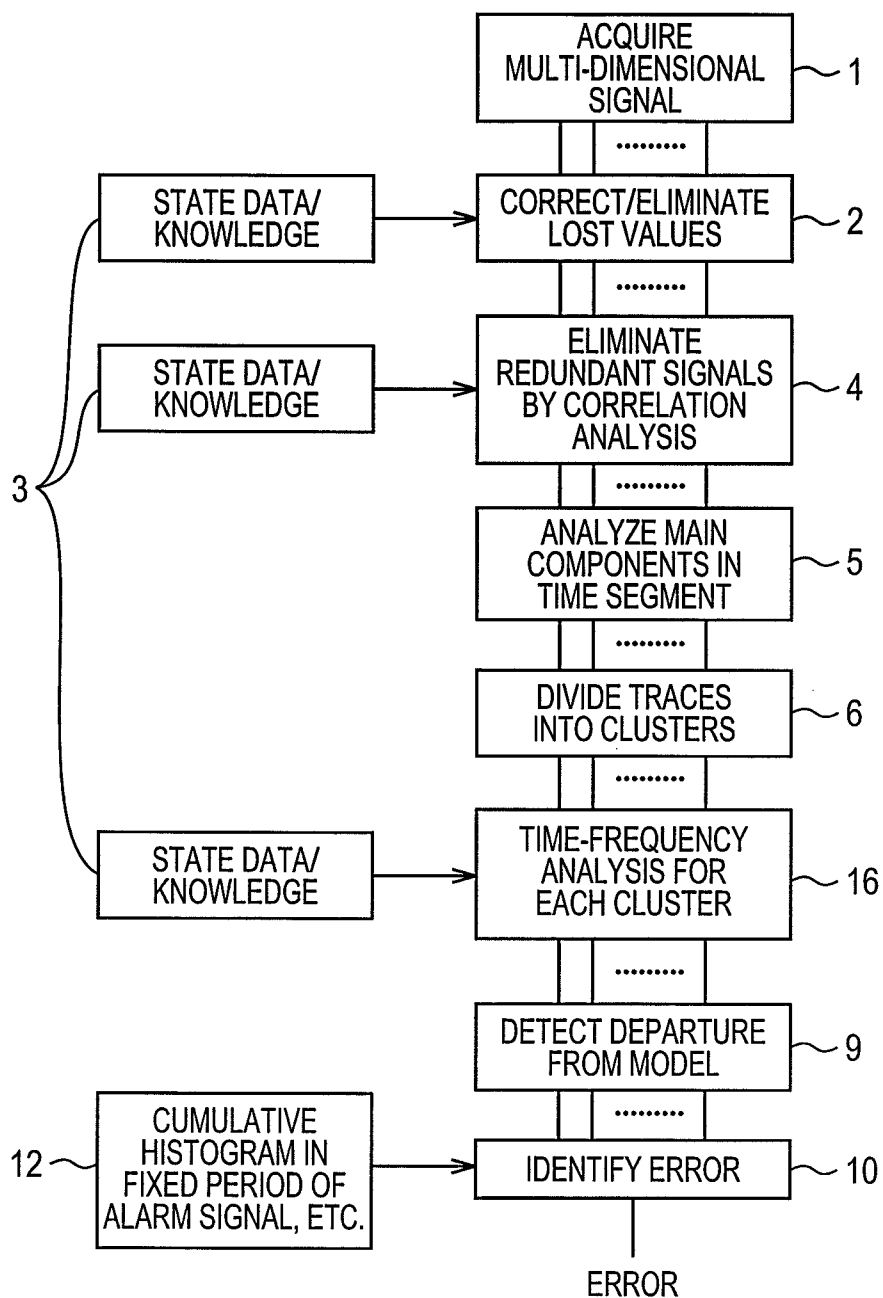 ACQUIRE
MULTI-DIMENSIONAL
SIGNAL
1
STATE DATA/
KNOWLEDGE
CORRECT/ELIMINATE
LOST VALUES
2
STATE DATA/
KNOWLEDGE
ELIMINATE
REDUNDANT SIGNALS
BY CORRELATION
ANALYSIS
4
3
ANALYZE MAIN
COMPONENTS IN
TIME SEGMENT
5
DIVIDE TRACES
INTO CLUSTERS
6
STATE DATA/
KNOWLEDGE
TIME-FREQUENCY
ANALYSIS FOR
EACH CLUSTER
16
DETECT DEPARTURE
FROM MODEL
9
12
CUMULATIVE
HISTOGRAM IN
FIXED PERIOD OF
ALARM SIGNAL, ETC.
IDENTIFY ERROR
10
ERROR